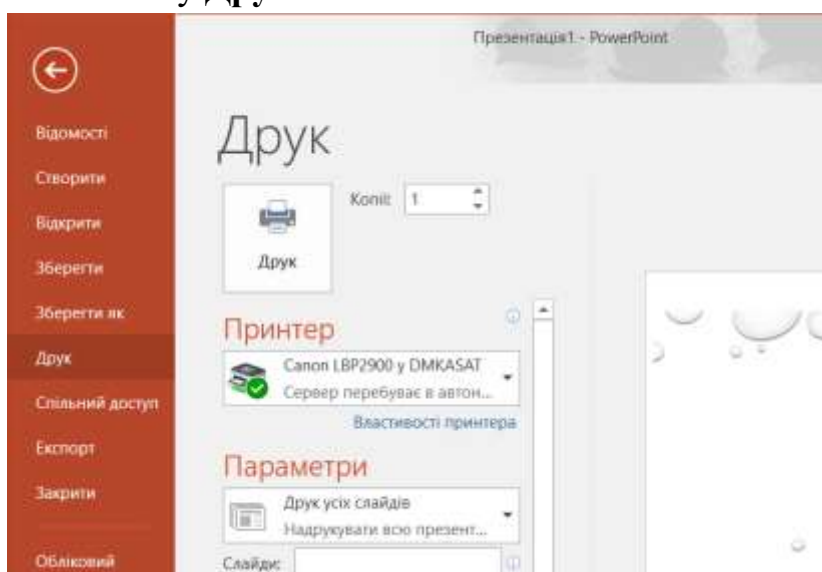 Презентація1 - PowerPoint
Відомості
Створити
Відкрити
Зберегти
Зберегти як
Друк
Спільний доступ
Експорт
Закрити
Обліковий
Друк
Копії: 1
Друк
Принтер
Canon LBP2900 у DMKASAT
Сервер перебуває в автон...
Властивості принтера
Параметри
Друк усіх слайдів
Надрукувати всю презент...
Слайди: